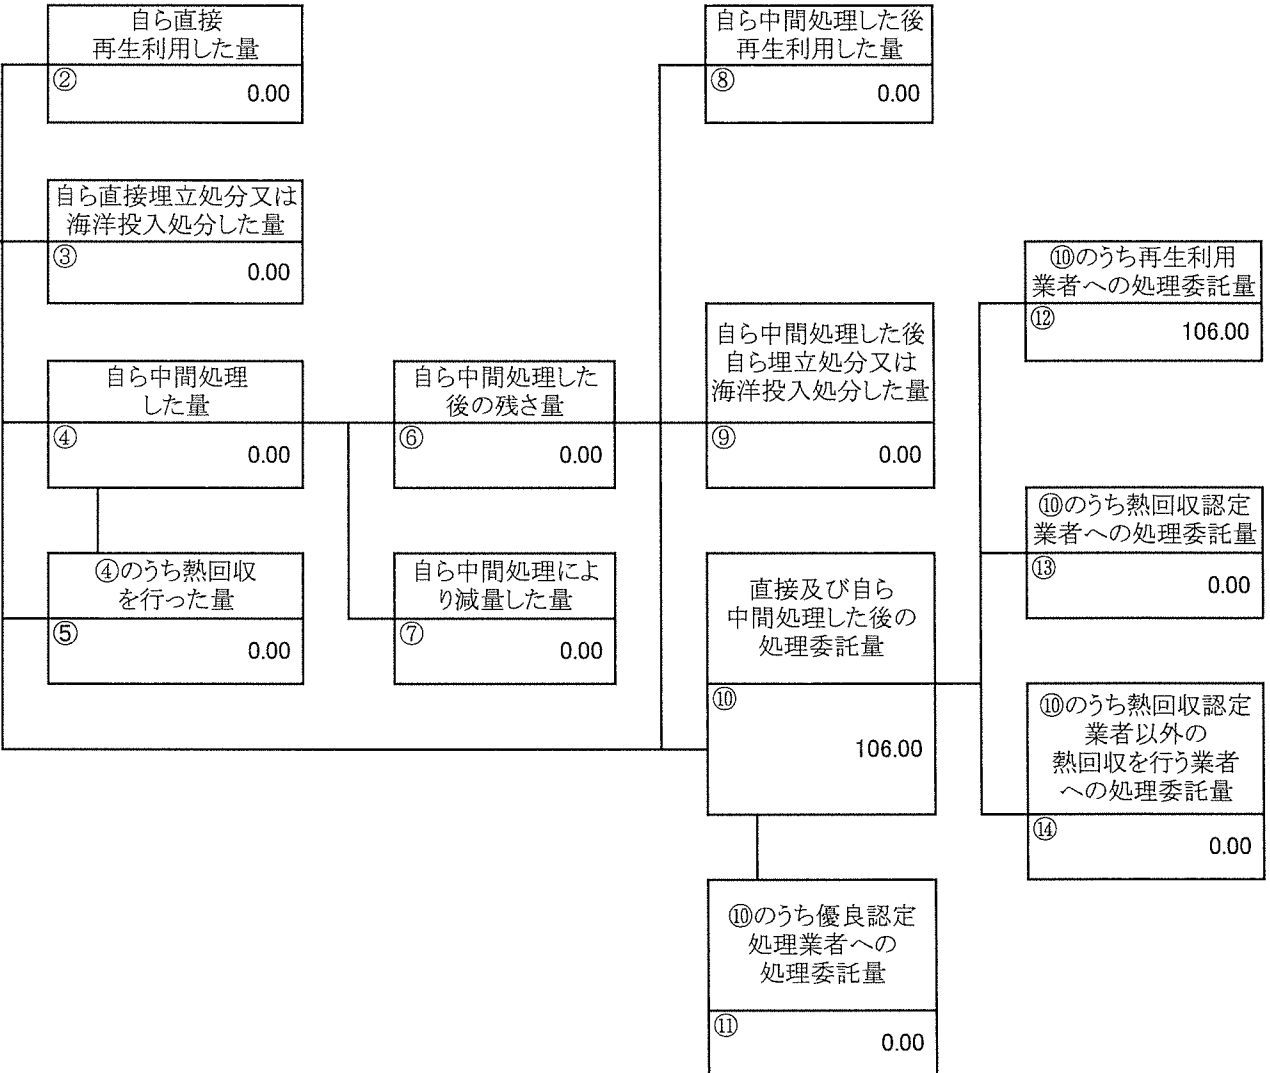 自ら直接
再生利用した量
②
0.00
自ら中間処理した後
再生利用した量
⑧
0.00
自ら直接埋立処分又は
海洋投入処分した量
③
0.00
⑩のうち再生利用
業者への処理委託量
⑫
106.00
自ら中間処理した後
自ら埋立処分又は
海洋投入処分した量
⑨
0.00
自ら中間処理
した量
④
0.00
自ら中間処理した
後の残さ量
⑥
0.00
⑩のうち熱回収認定
業者への処理委託量
⑬
0.00
④のうち熱回収
を行った量
⑤
0.00
自ら中間処理によ
り減量した量
⑦
0.00
直接及び自ら
中間処理した後の
処理委託量
⑩
106.00
⑩のうち熱回収認定
業者以外の
熱回収を行う業者
への処理委託量
⑭
0.00
⑩のうち優良認定
処理業者への
処理委託量
⑪
0.00